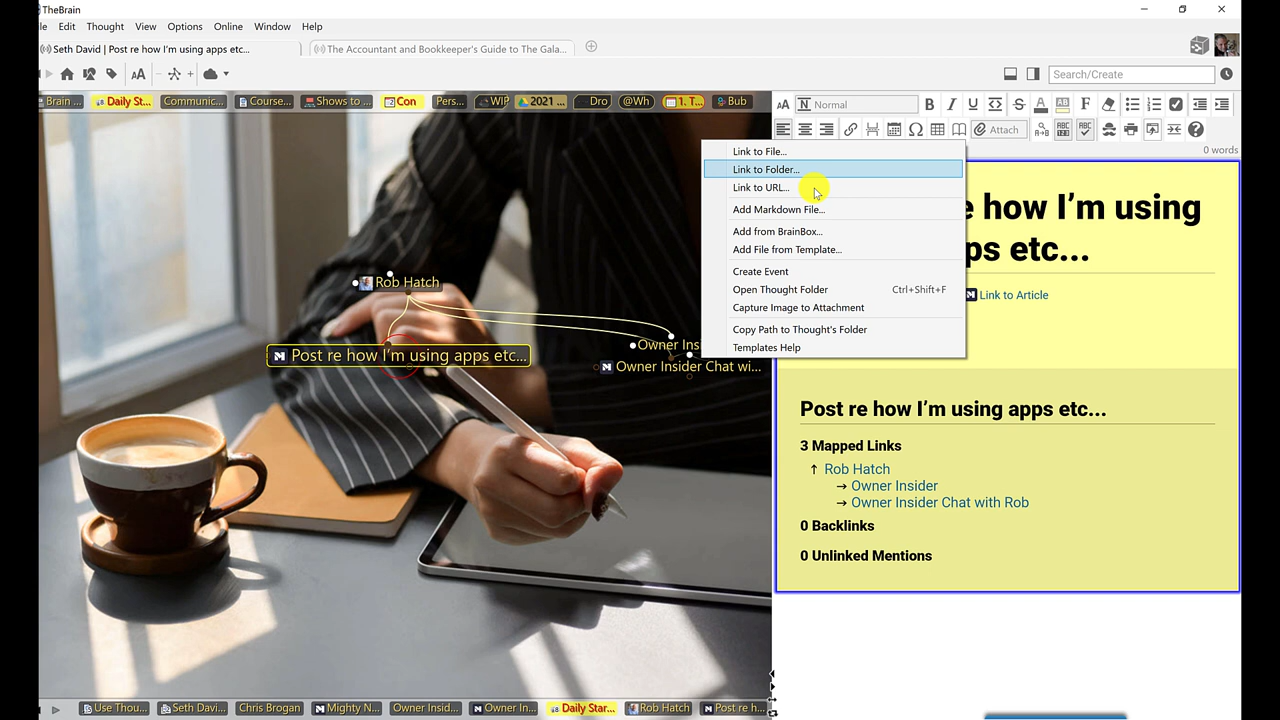 TheBrain
le Edit Thought View Options Online Window Help
Seth David | Post re how I'm using apps etc...
The Accountant and Bookkeeper's Guide to The Gala...
Search/Create
Brain ... Daily St... Communic... Course... Shows to ... Con Pers... WIP 2021 ... Dro @Wh 1. T... Bub
Normal
Attach
0 words
Link to File...
Link to Folder...
Link to URL...
Add Markdown File...
Add from BrainBox...
Add File from Template...
Create Event
Open Thought Folder Ctrl+Shift+F
Capture Image to Attachment
Copy Path to Thought's Folder
Templates Help
e how I'm using
ps etc...
Link to Article
Rob Hatch
Post re how I'm using apps etc...
Owner Ins
Owner Insider Chat wi...
Post re how I'm using apps etc...
3 Mapped Links
↑ Rob Hatch
→ Owner Insider
→ Owner Insider Chat with Rob
0 Backlinks
0 Unlinked Mentions
Use Thou... Seth Davi... Chris Brogan Mighty N... Owner Insid... Owner In... Daily Star... Rob Hatch Post re h...